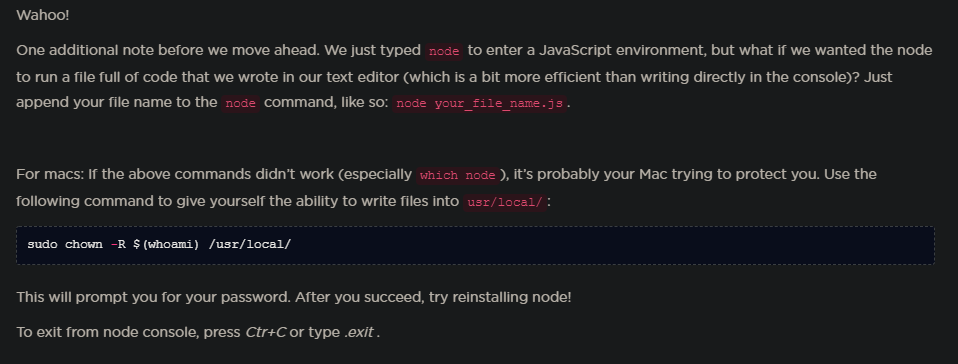 Wahoo!
One additional note before we move ahead. We just typed node to enter a JavaScript environment, but what if we wanted the node
to run a file full of code that we wrote in our text editor (which is a bit more efficient than writing directly in the console)? Just
append your file name to the node command, like so: node your_file_name.js.
For macs: If the above commands didn't work (especially which node), it's probably your Mac trying to protect you. Use the
following command to give yourself the ability to write files into usr/local/:
sudo chown -R $(whoami) /usr/local/
This will prompt you for your password. After you succeed, try reinstalling node!
To exit from node console, press Ctr+C or type .exit .